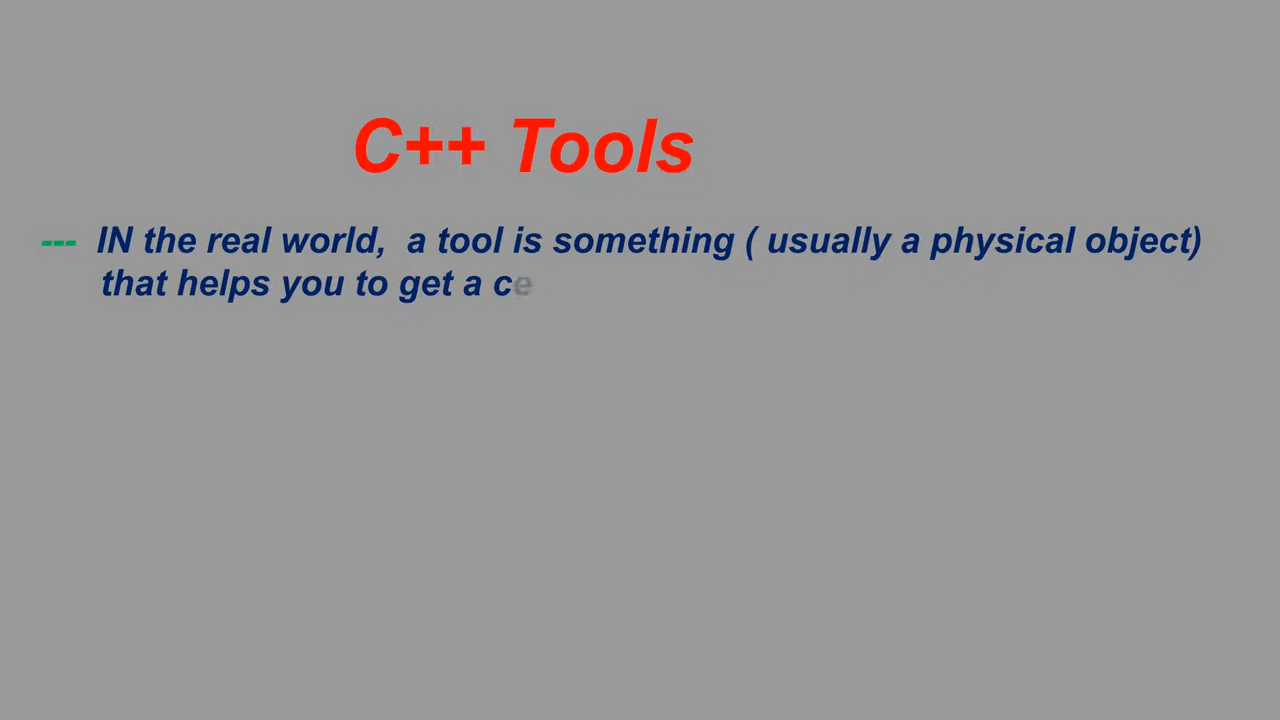 C++ Tools
--- IN the real world, a tool is something ( usually a physical object)
that helps you to get a ce